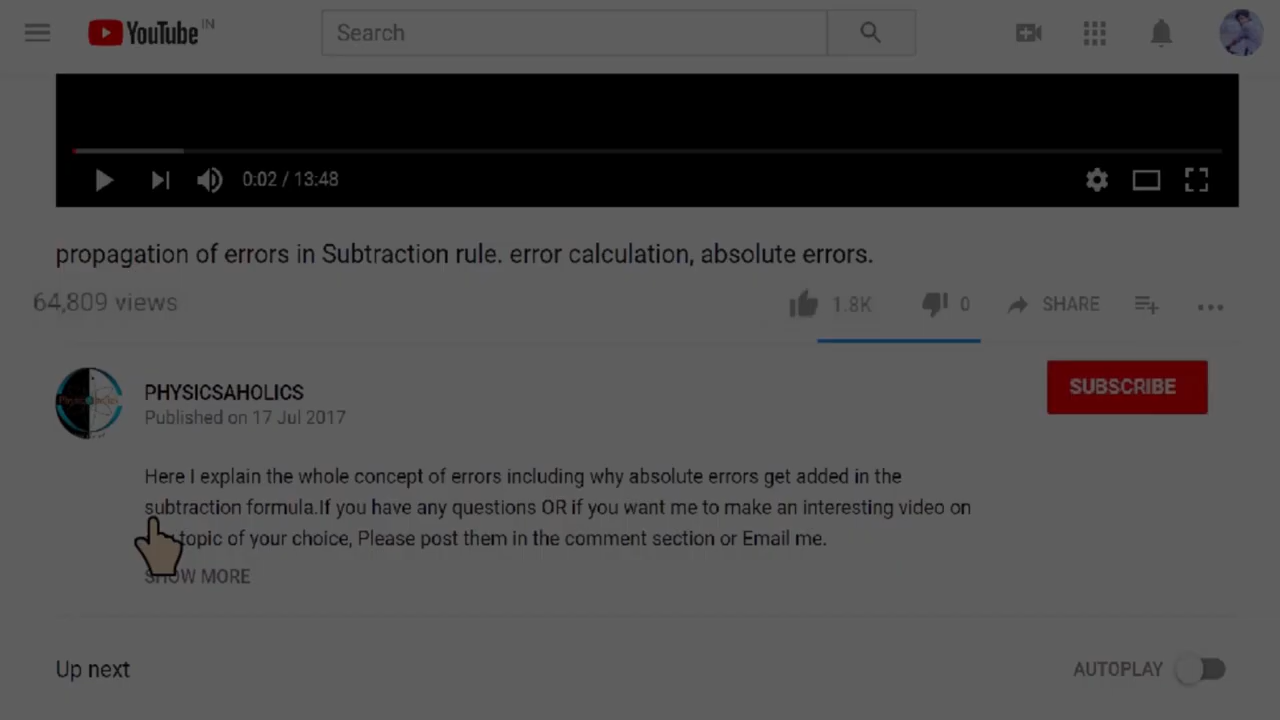 YouTube IN
Search
0:02 / 13:48
propagation of errors in Subtraction rule. error calculation, absolute errors.
64,809 views
1.8K
0
SHARE
PHYSICSAHOLICS
SUBSCRIBE
Published on 17 Jul 2017
Here I explain the whole concept of errors including why absolute errors get added in the
subtraction formula.If you have any questions OR if you want me to make an interesting video on
topic of your choice, Please post them in the comment section or Email me.
SHOW MORE
Up next
AUTOPLAY